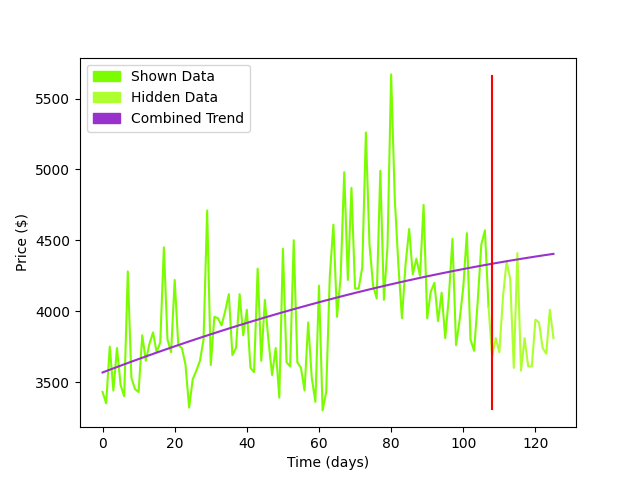 Shown Data
Hidden Data
Combined Trend
5500
5000
4500
4000
3500
Price ($)
0 20 40 60 80 100 120
Time (days)